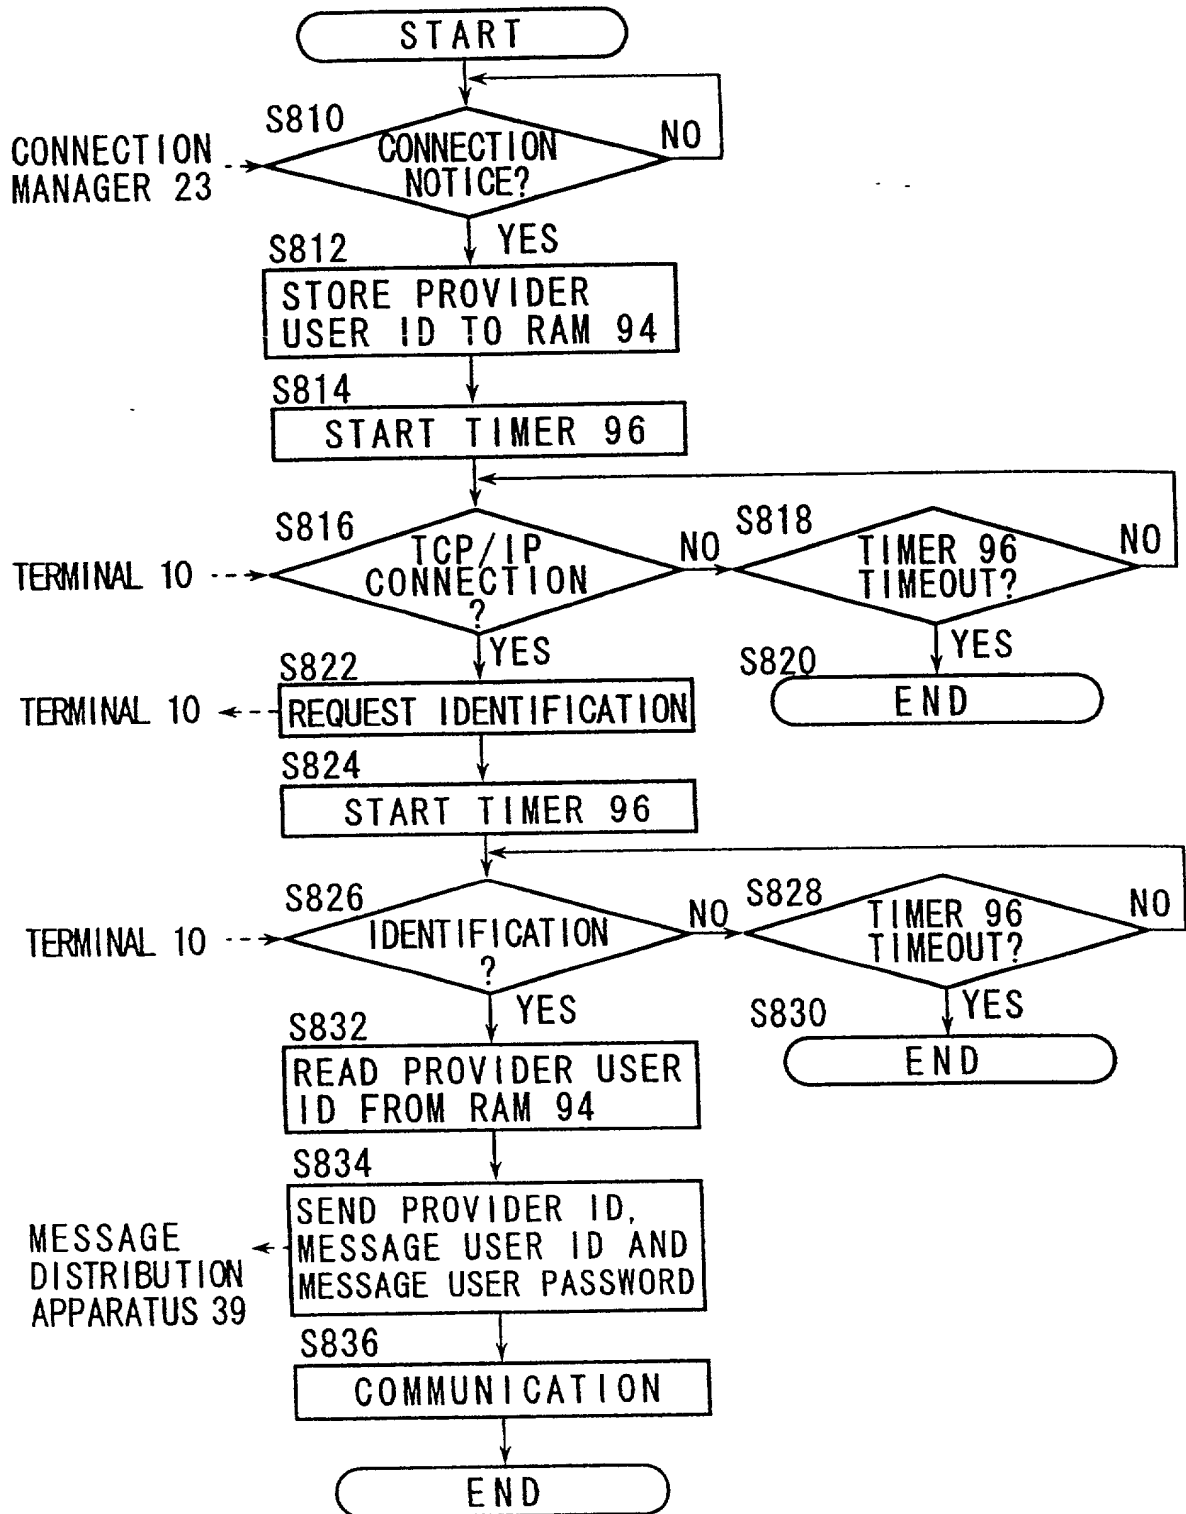 START
S810
CONNECTION
NOTICE?
NO
CONNECTION
MANAGER 23
YES
S812
STORE PROVIDER
USER ID TO RAM 94
S814
START TIMER 96
S816
TCP/IP
CONNECTION
?
NO
S818
TIMER 96
TIMEOUT?
NO
TERMINAL 10
YES
YES
S820
END
S822
TERMINAL 10
REQUEST IDENTIFICATION
S824
START TIMER 96
S826
IDENTIFICATION
?
NO
S828
TIMER 96
TIMEOUT?
NO
TERMINAL 10
YES
YES
S830
END
S832
READ PROVIDER USER
ID FROM RAM 94
S834
SEND PROVIDER ID,
MESSAGE USER ID AND
MESSAGE USER PASSWORD
MESSAGE
DISTRIBUTION
APPARATUS 39
S836
COMMUNICATION
END